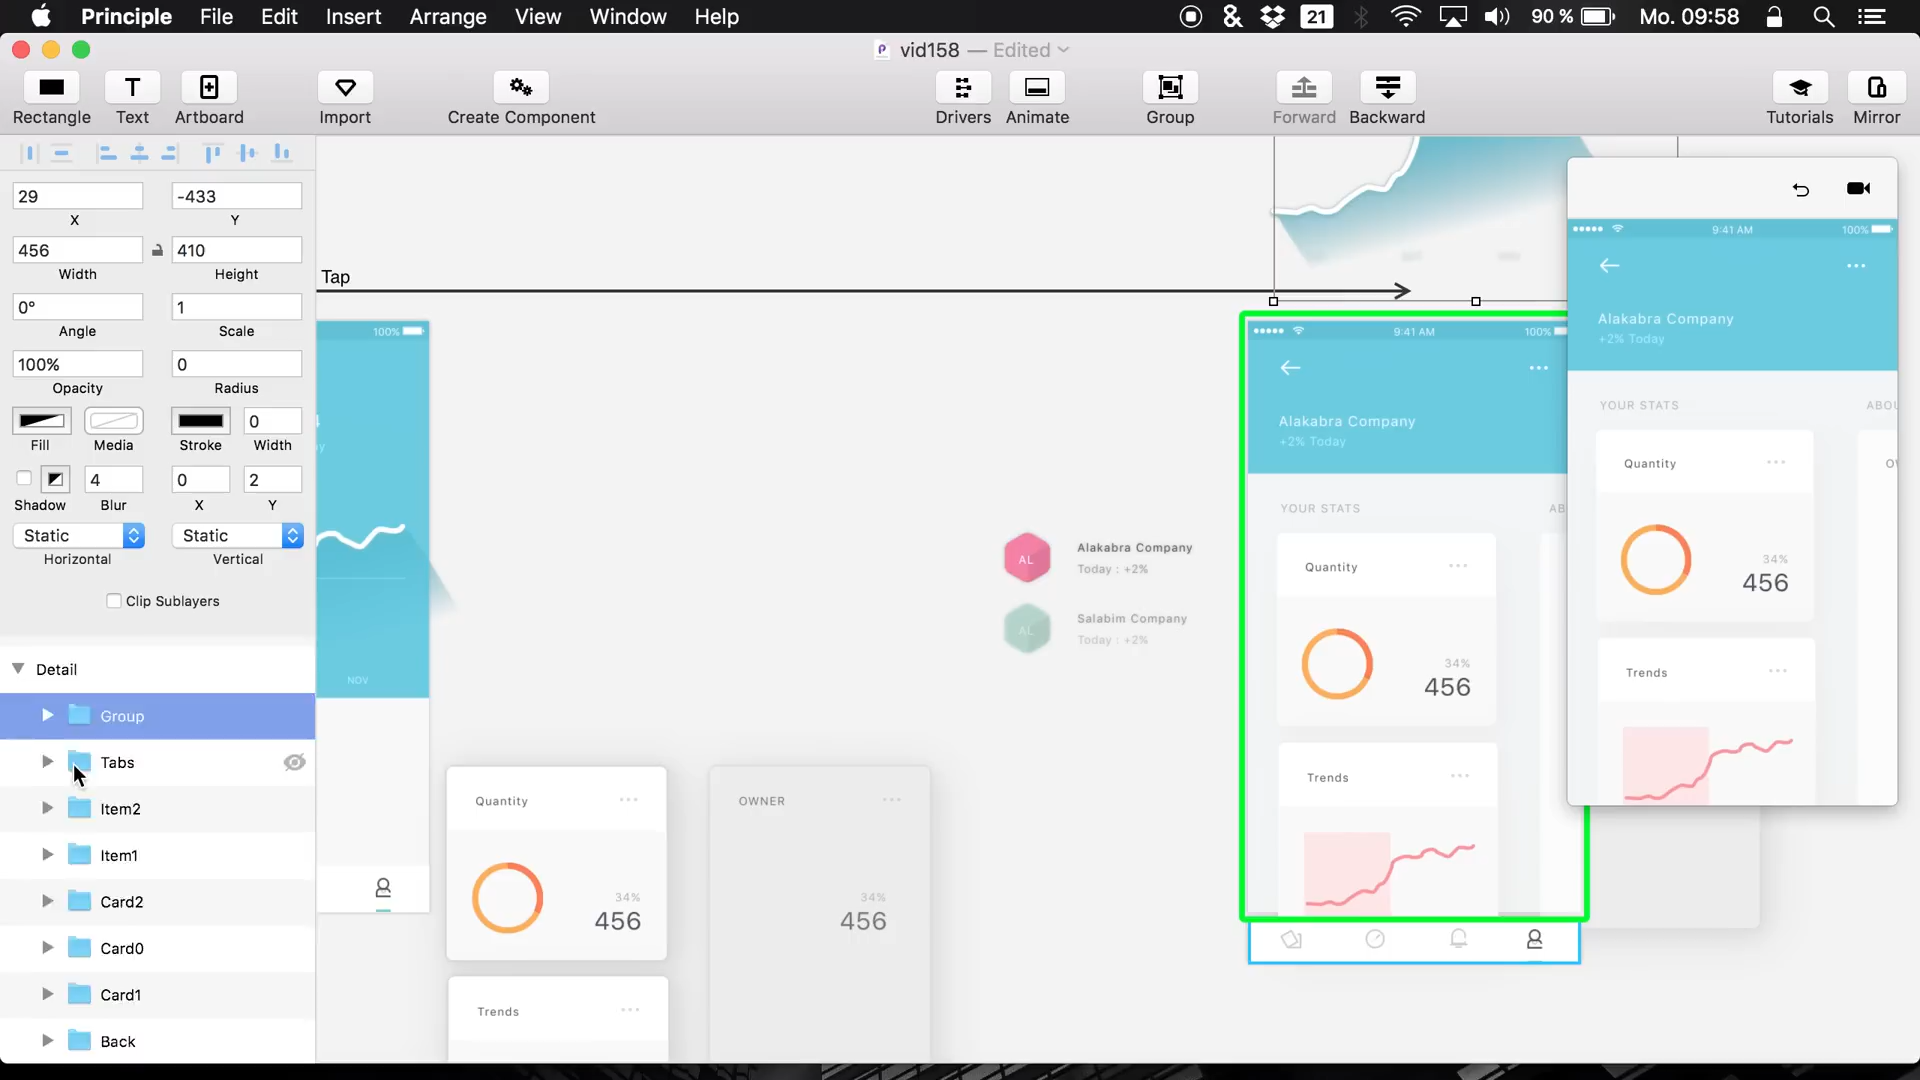 Principle File Edit Insert Arrange View Window Help 21 90 % Mo. 09:58
vid158 — Edited
Rectangle Text Artboard Import Create Component Drivers Animate Group Forward Backward Tutorials Mirror
29 -433
X Y
456 410
Width Height
0° 1
Angle Scale
100% 0
Opacity Radius
0
Fill Media Stroke Width
4 0 2
Shadow Blur X Y
Static Static
Horizontal Vertical
Clip Sublayers
Detail
Group
Tabs
Item2
Item1
Card2
Card0
Card1
Back
Tap
100%
y
NOV
Quantity
34%
456
Trends
OWNER
34%
456
AL
Alakabra Company
Today : +2%
AL
Salabim Company
Today : +2%
9:41 AM 100%
Alakabra Company
+2% Today
YOUR STATS AB
Quantity
34%
456
Trends
9:41 AM 100%
Alakabra Company
+2% Today
YOUR STATS ABOU
Quantity
34%
456
Trends